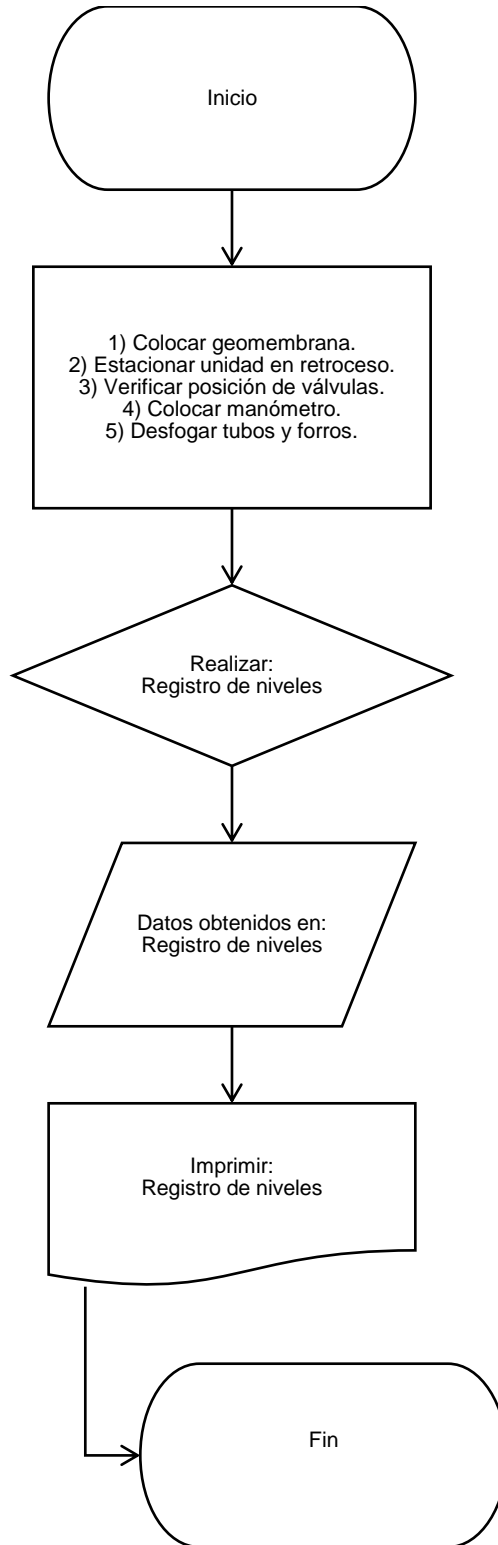 Inicio
1) Colocar geomembrana.
2) Estacionar unidad en retroceso.
3) Verificar posición de válvulas.
4) Colocar manómetro.
5) Desfogar tubos y forros.
Realizar:
Registro de niveles
Datos obtenidos en:
Registro de niveles
Imprimir:
Registro de niveles
Fin